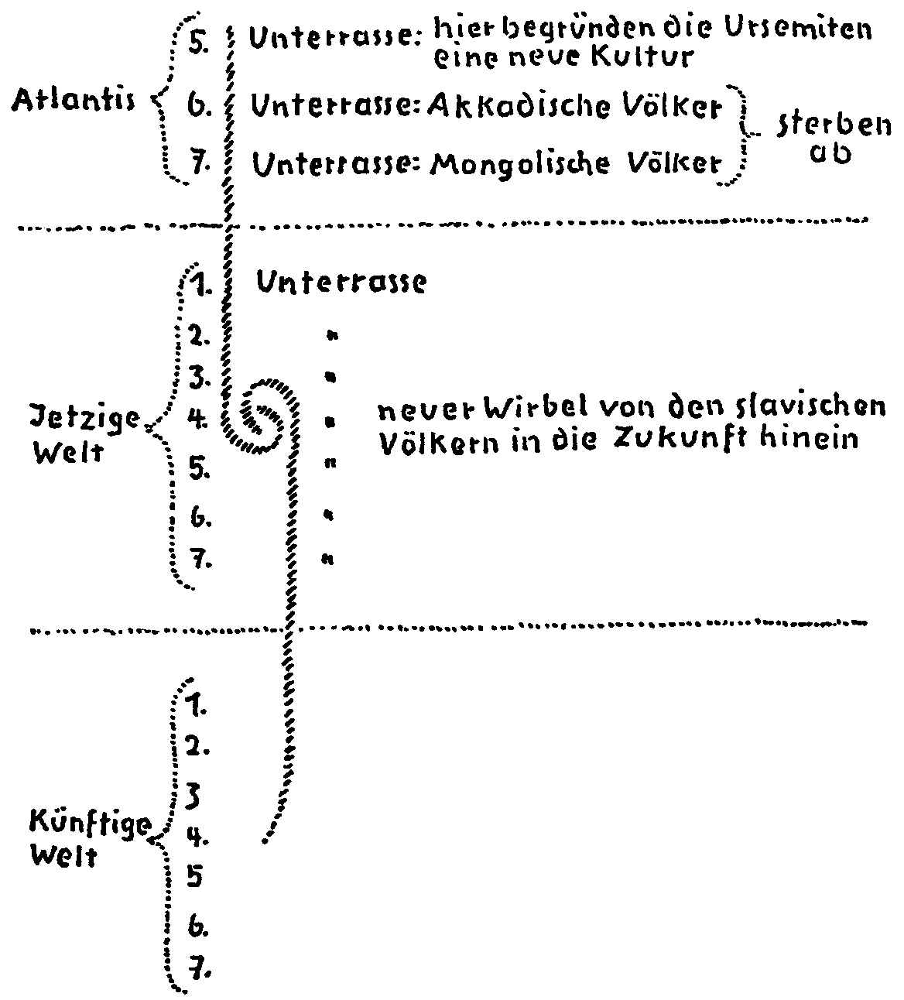 5. Unterrasse: hier begründen die Ursemiten
eine neue Kultur
Atlantis 6. Unterrasse: Akkadische Völker
sterben
ab
7. Unterrasse: Mongolische Völker
1. Unterrasse
2. "
3. "
Jetzige
Welt
4. " neuer Wirbel von den slavischen
Völkern in die Zukunft hinein
5. "
6. "
7. "
1.
2.
3
Künftige
Welt
4.
5
6.
7.